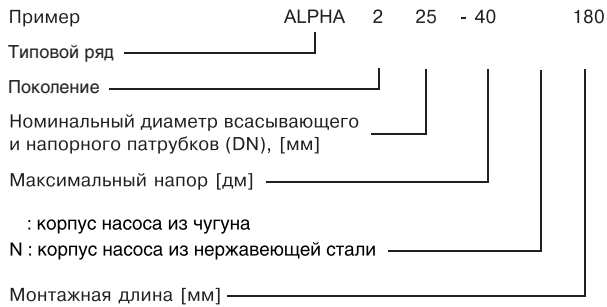 Пример ALPHA 2 25 - 40 180
Типовой ряд
Поколение
Номинальный диаметр всасывающего
и напорного патрубков (DN), [мм]
Максимальный напор [дм]
: корпус насоса из чугуна
N : корпус насоса из нержавеющей стали
Монтажная длина [мм]